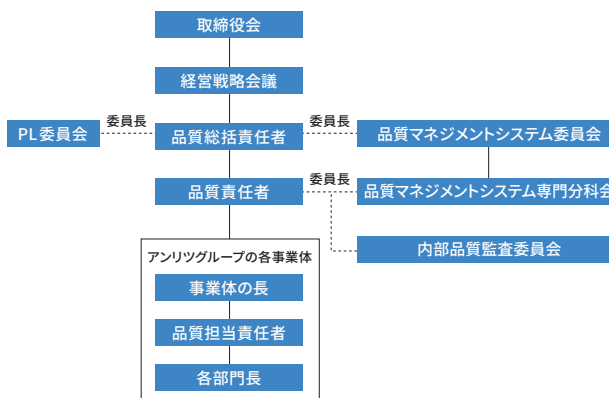 取締役会
経営戦略会議
PL委員会
委員長
品質総括責任者
委員長
品質マネジメントシステム委員会
品質責任者
委員長
品質マネジメントシステム専門分科会
内部品質監査委員会
アンリツグループの各事業体
事業体の長
品質担当責任者
各部門長